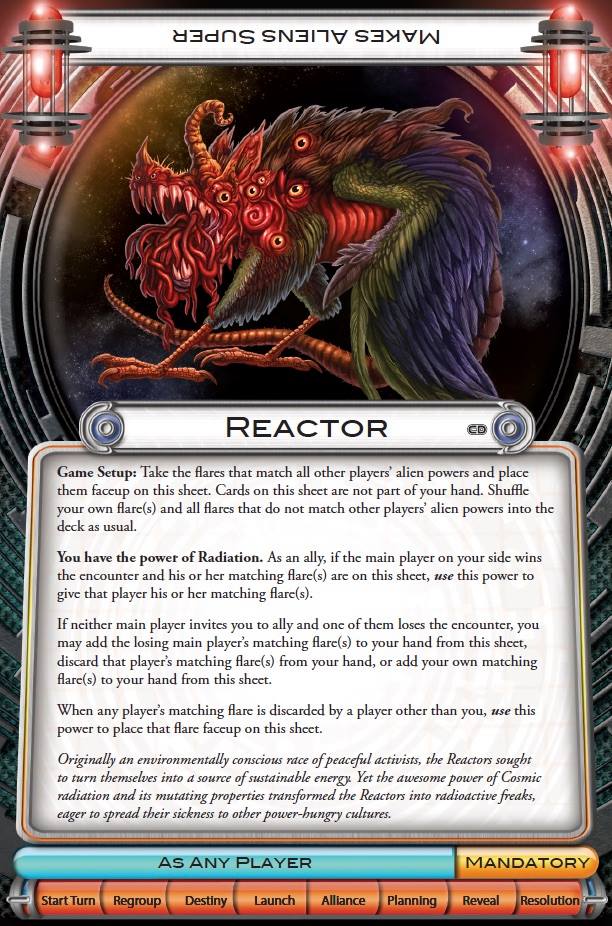 MAKES ALIENS SUPER
REACTOR CD
Game Setup: Take the flares that match all other players' alien powers and place
them faceup on this sheet. Cards on this sheet are not part of your hand. Shuffle
your own flare(s) and all flares that do not match other players' alien powers into the
deck as usual.
You have the power of Radiation. As an ally, if the main player on your side wins
the encounter and his or her matching flare(s) are on this sheet, use this power to
give that player his or her matching flare(s).
If neither main player invites you to ally and one of them loses the encounter, you
may add the losing main player's matching flare(s) to your hand from this sheet,
discard that player's matching flare(s) from your hand, or add your own matching
flare(s) to your hand from this sheet.
When any player's matching flare is discarded by a player other than you, use this
power to place that flare faceup on this sheet.
Originally an environmentally conscious race of peaceful activists, the Reactors sought
to turn themselves into a source of sustainable energy. Yet the awesome power of Cosmic
radiation and its mutating properties transformed the Reactors into radioactive freaks,
eager to spread their sickness to other power-hungry cultures.
AS ANY PLAYER MANDATORY
Start Turn Regroup Destiny Launch Alliance Planning Reveal Resolution